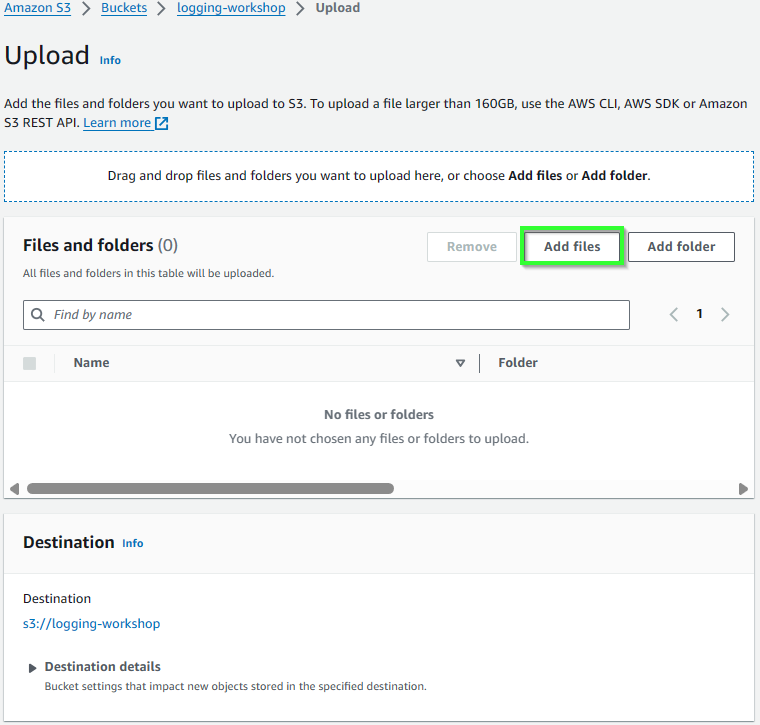 Amazon S3 > Buckets > logging-workshop > Upload
Upload Info
Add the files and folders you want to upload to S3. To upload a file larger than 160GB, use the AWS CLI, AWS SDK or Amazon
S3 REST API. Learn more
Drag and drop files and folders you want to upload here, or choose Add files or Add folder.
Files and folders (0)
Remove
Add files
Add folder
All files and folders in this table will be uploaded.
Find by name
1
Name
Folder
No files or folders
You have not chosen any files or folders to upload.
Destination Info
Destination
s3://logging-workshop
Destination details
Bucket settings that impact new objects stored in the specified destination.